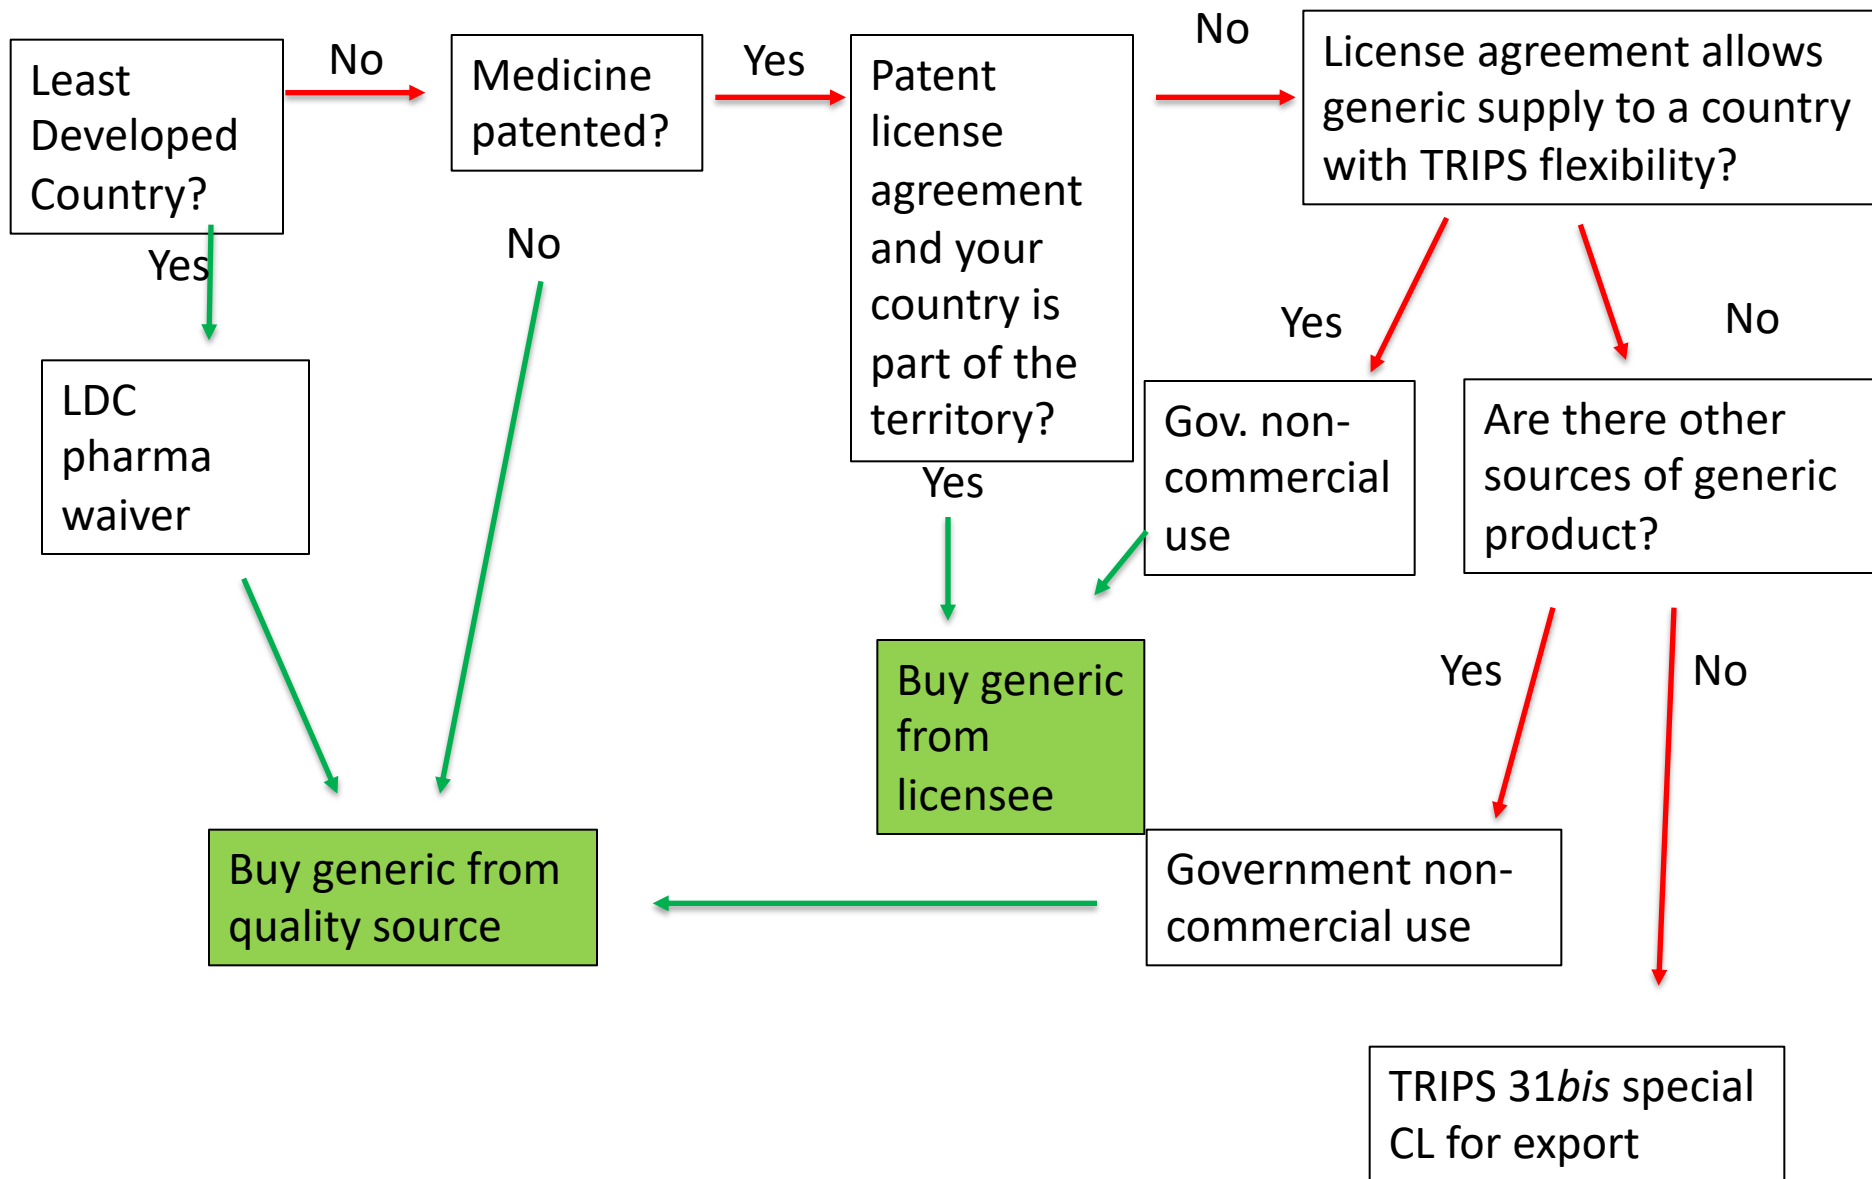 Least
Developed
Country?
No
Medicine
patented?
Yes
Patent
license
agreement
and your
country is
part of the
territory?
No
License agreement allows
generic supply to a country
with TRIPS flexibility?
Yes
No
Yes
No
LDC
pharma
waiver
Yes
Gov. non-
commercial
use
Are there other
sources of generic
product?
Buy generic
from
licensee
Yes
No
Buy generic from
quality source
Government non-
commercial use
TRIPS 31bis special
CL for export